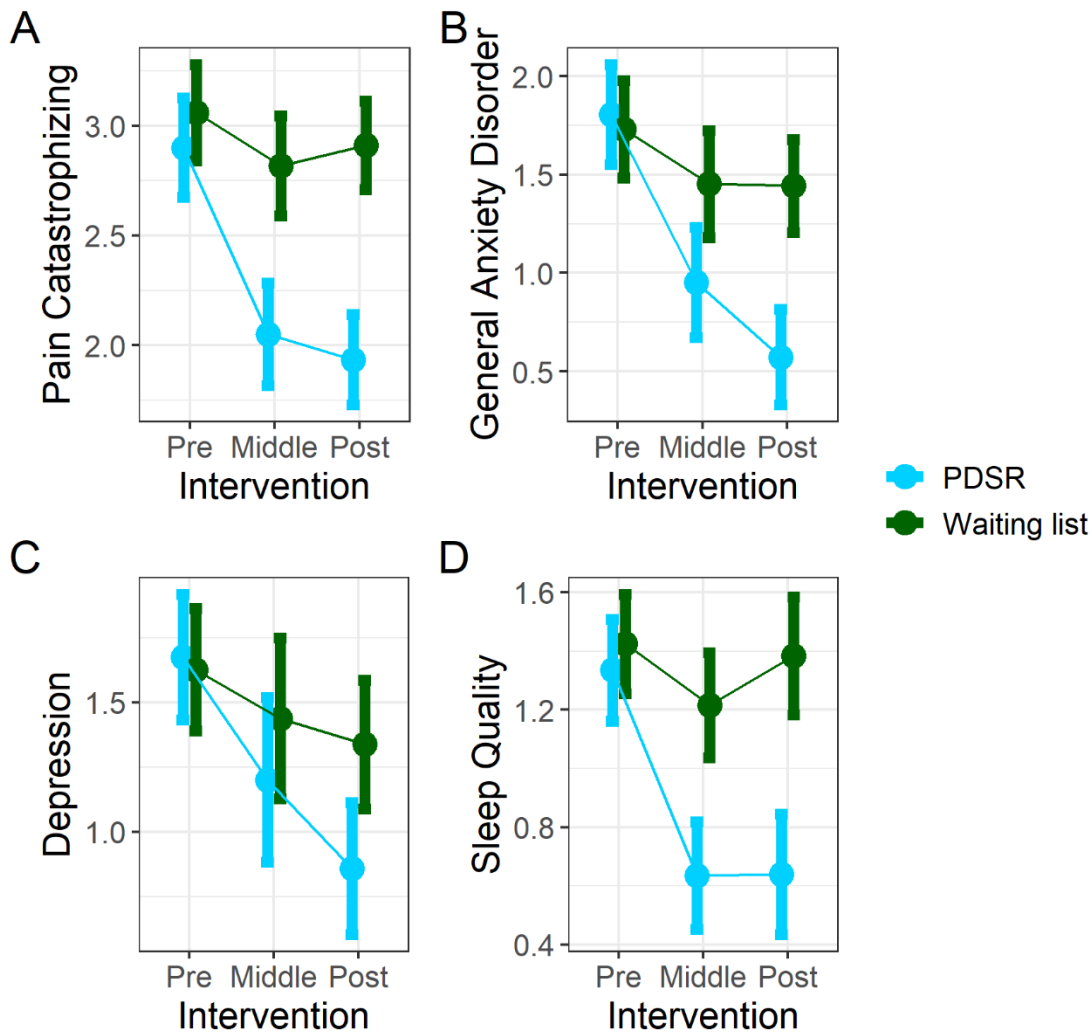 A
Pain Catastrophizing
3.0
2.5
2.0
Pre Middle Post
Intervention
B
General Anxiety Disorder
2.0
1.5
1.0
0.5
Pre Middle Post
Intervention
PDSR
Waiting list
C
Depression
1.5
1.0
Pre Middle Post
Intervention
D
Sleep Quality
1.6
1.2
0.8
0.4
Pre Middle Post
Intervention